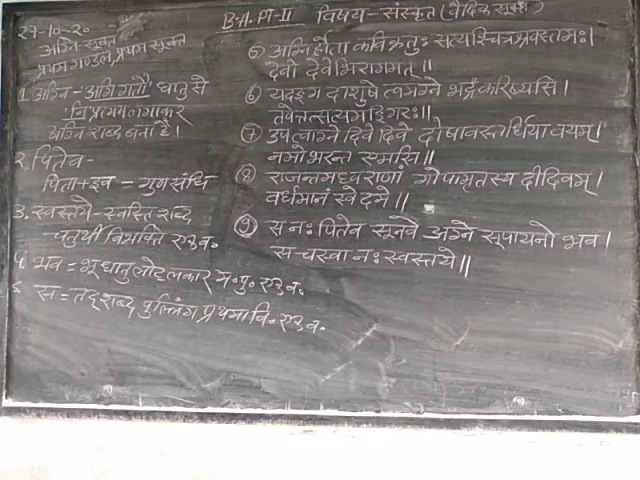 27-10-20
B.A. PT-II विषय-संस्कृत (वैदिक सूक्त)
अग्नि सूक्त
प्रथम मण्डल, प्रथम सूक्त
1. अग्नि - अगि गतौ धातु से
नि प्रत्यय लगाकर
अग्नि शब्द बना है।
2. पितेव -
पिता + इव = गुण संधि
3. स्वस्तये - स्वस्ति शब्द
चतुर्थी विभक्ति ए॰व॰
4. भव = भू धातु लोट् लकार म॰ पु॰ ए॰व॰
5. स = तद् शब्द पुल्लिंग प्रथमा वि॰ ए॰व॰
5 अग्निर्होता कविक्रतुः सत्यश्चित्रश्रवस्तमः।
देवो देवेभिरागमत्॥
6 यदङ्ग दाशुषे त्वमग्ने भद्रं करिष्यसि।
तवेत्तत्सत्यमङ्गिरः॥
7 उप त्वाग्ने दिवे दिवे दोषावस्तर्धिया वयम्।
नमो भरन्त एमसि॥
8 राजन्तमध्वराणां गोपामृतस्य दीदिवम्।
वर्धमानं स्वे दमे॥
9 स नः पितेव सूनवे अग्ने सूपायनो भव।
सचस्वा नः स्वस्तये॥